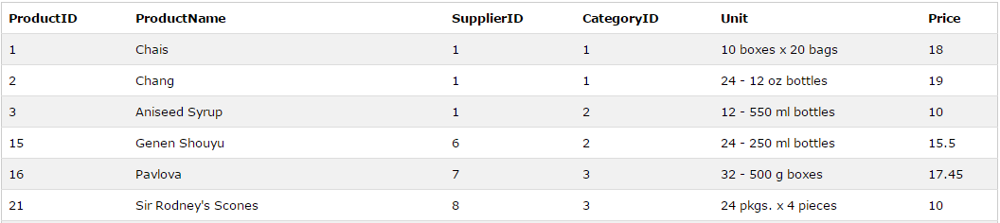 ProductID ProductName SupplierID CategoryID Unit Price
1 Chais 1 1 10 boxes x 20 bags 18
2 Chang 1 1 24 - 12 oz bottles 19
3 Aniseed Syrup 1 2 12 - 550 ml bottles 10
15 Genen Shouyu 6 2 24 - 250 ml bottles 15.5
16 Pavlova 7 3 32 - 500 g boxes 17.45
21 Sir Rodney's Scones 8 3 24 pkgs. x 4 pieces 10